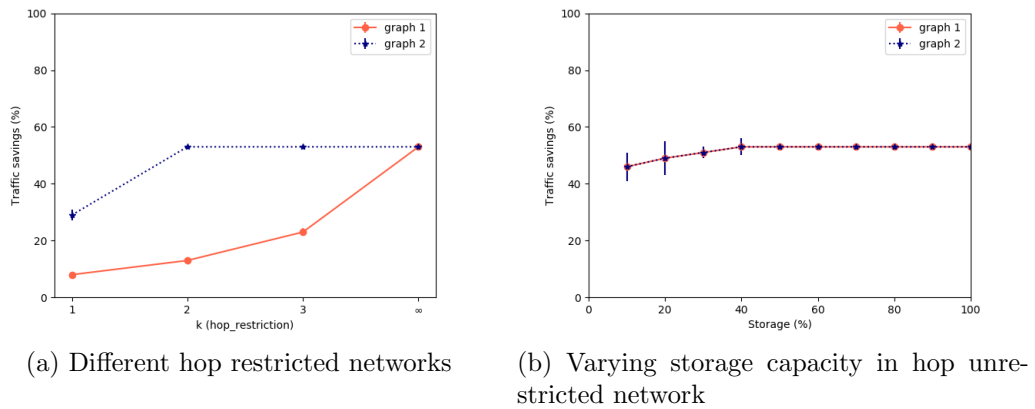 100
80
60
40
20
0
Traffic savings (%)
graph 1
graph 2
1
2
3
∞
k (hop_restriction)
(a) Different hop restricted networks
100
80
60
40
20
0
Traffic savings (%)
graph 1
graph 2
0
20
40
60
80
100
Storage (%)
(b) Varying storage capacity in hop unre-
stricted network